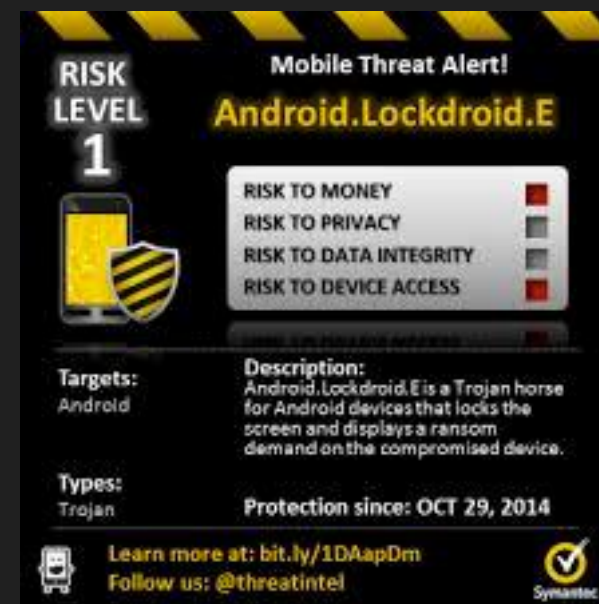 RISK
LEVEL
1
Mobile Threat Alert!
Android.Lockdroid.E
RISK TO MONEY
RISK TO PRIVACY
RISK TO DATA INTEGRITY
RISK TO DEVICE ACCESS
Targets:
Android
Description:
Android.Lockdroid.E is a Trojan horse
for Android devices that locks the
screen and displays a ransom
demand on the compromised device.
Types:
Trojan
Protection since: OCT 29, 2014
Learn more at: bit.ly/1DAapDm
Follow us: @threatintel
Symantec